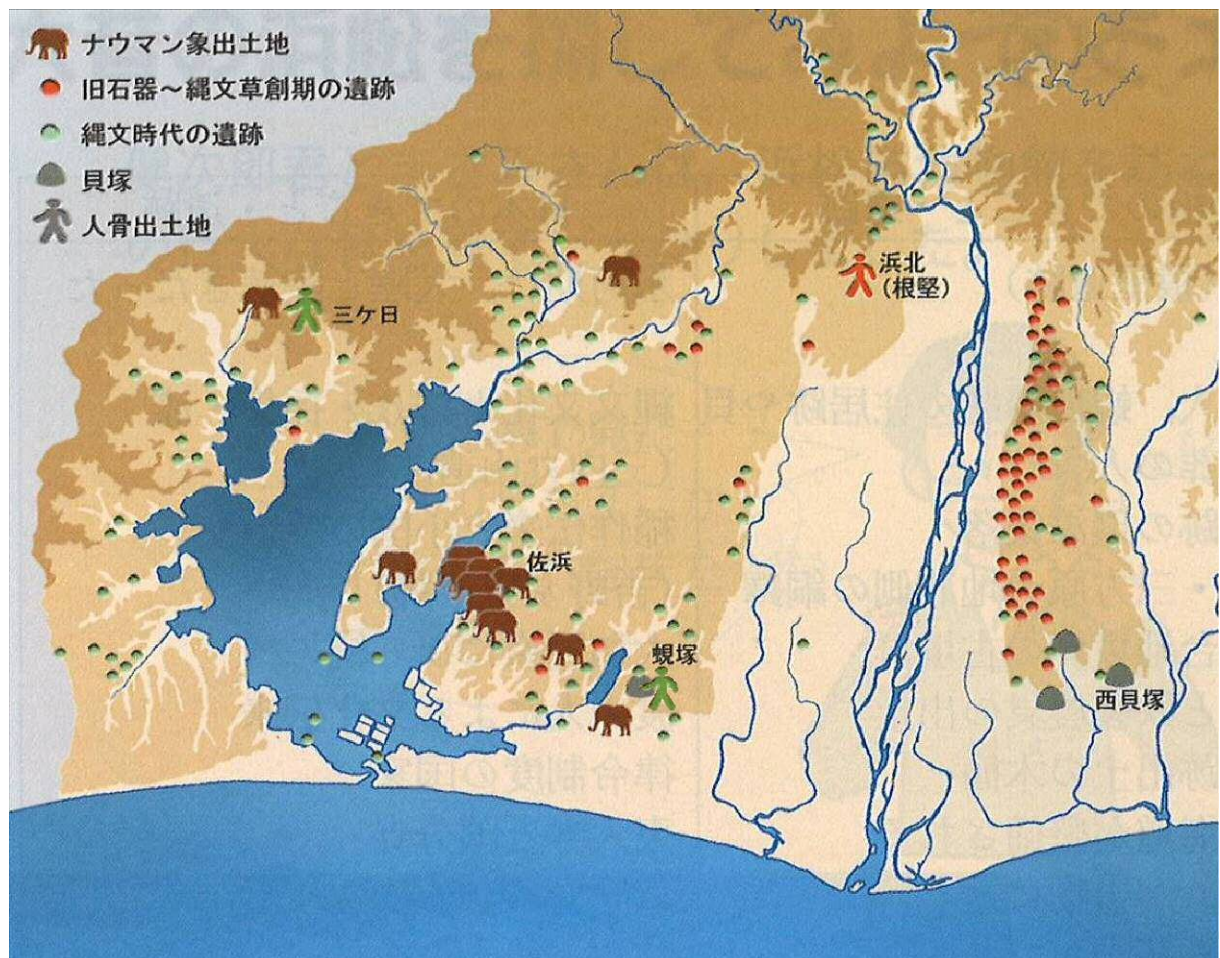 ナウマン象出土地
旧石器～縄文草創期の遺跡
縄文時代の遺跡
貝塚
人骨出土地
浜北
(根堅)
三ケ日
佐浜
蜆塚
西貝塚